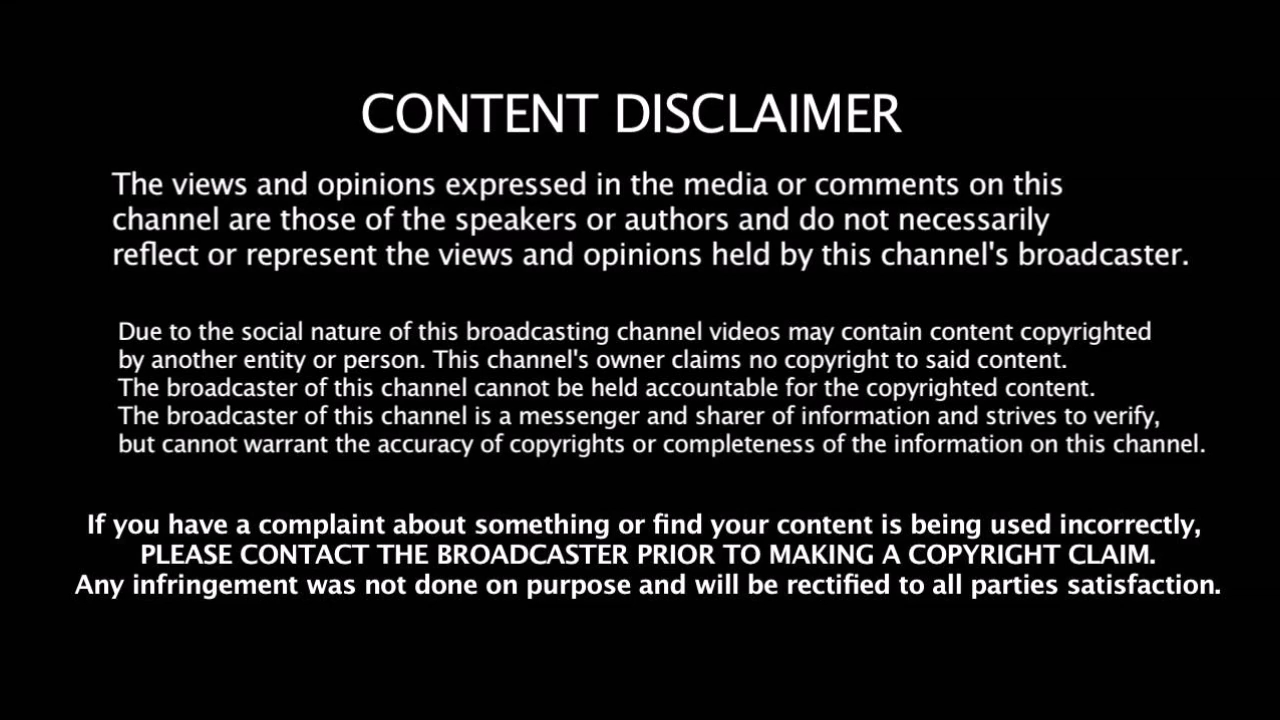 CONTENT DISCLAIMER
The views and opinions expressed in the media or comments on this
channel are those of the speakers or authors and do not necessarily
reflect or represent the views and opinions held by this channel's broadcaster.
Due to the social nature of this broadcasting channel videos may contain content copyrighted
by another entity or person. This channel's owner claims no copyright to said content.
The broadcaster of this channel cannot be held accountable for the copyrighted content.
The broadcaster of this channel is a messenger and sharer of information and strives to verify,
but cannot warrant the accuracy of copyrights or completeness of the information on this channel.
If you have a complaint about something or find your content is being used incorrectly,
PLEASE CONTACT THE BROADCASTER PRIOR TO MAKING A COPYRIGHT CLAIM.
Any infringement was not done on purpose and will be rectified to all parties satisfaction.